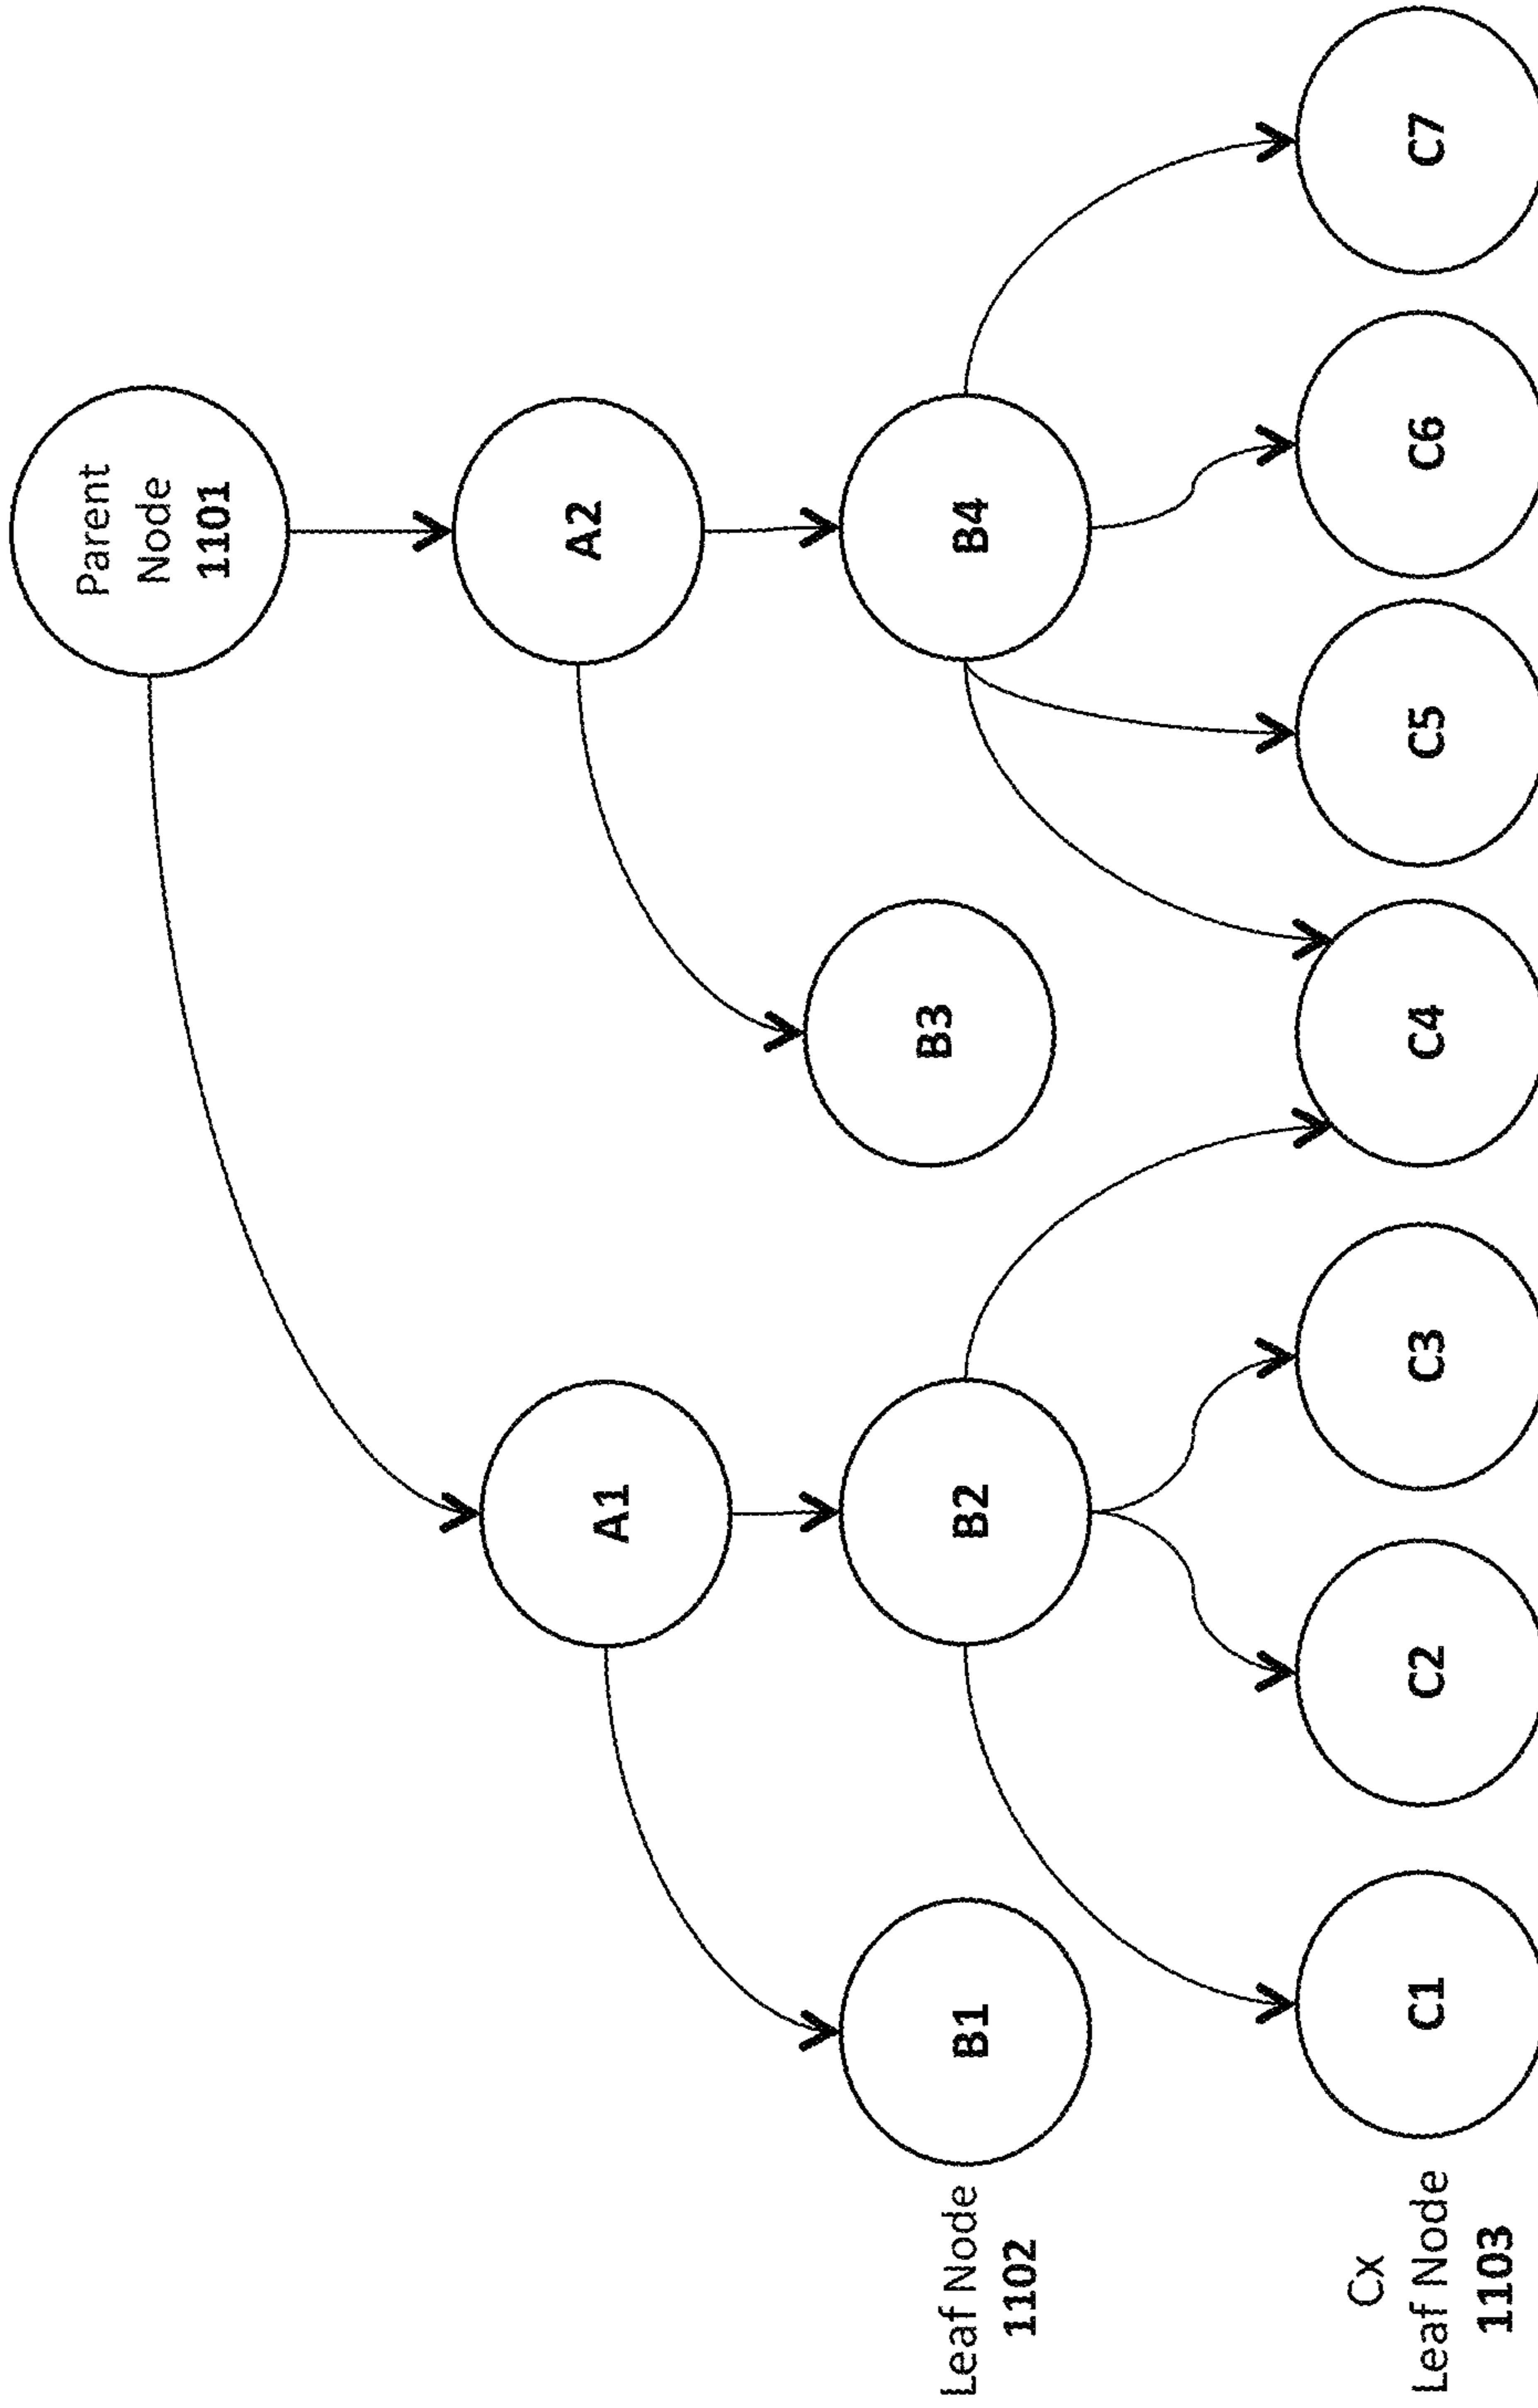 Parent
Node
1101
A1
A2
B1
B2
B3
B4
Leaf Node
1102
C1
C2
C3
C4
C5
C6
C7
Cx
Leaf Node
1103